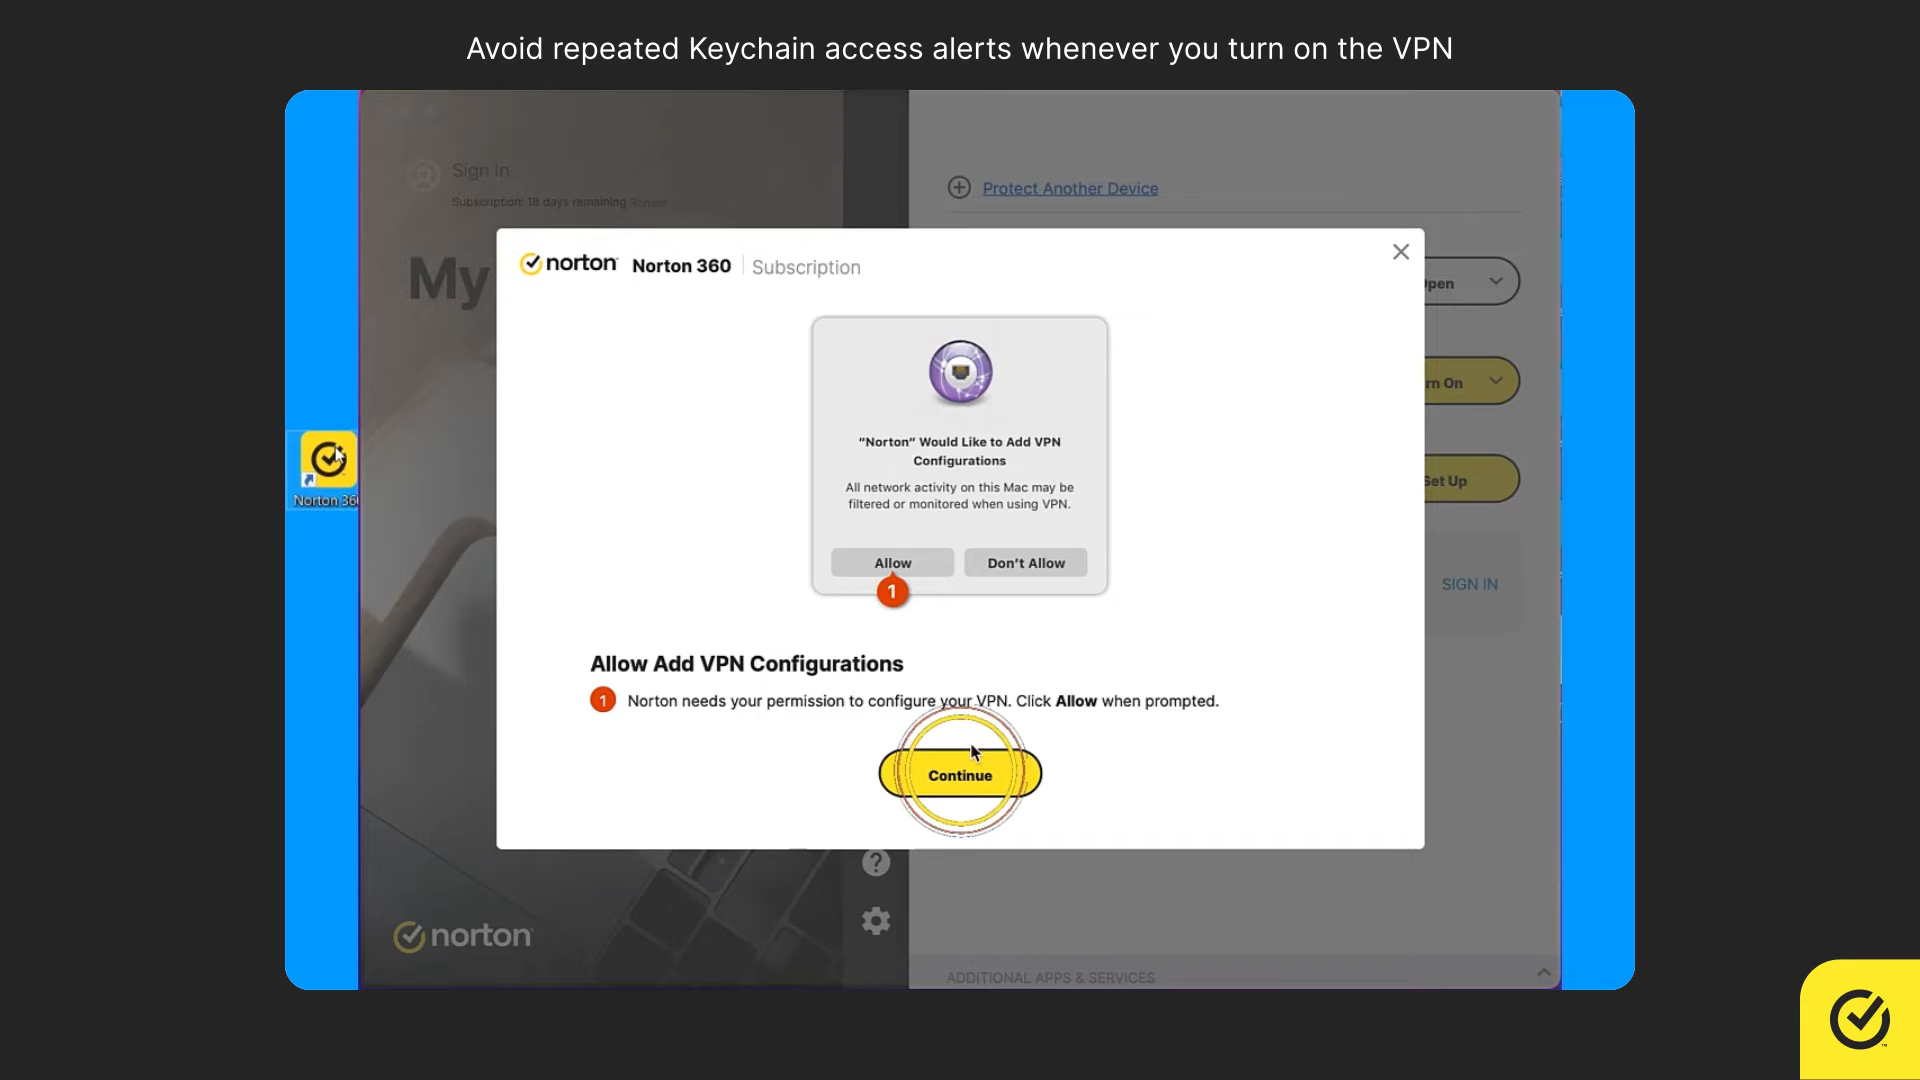 Avoid repeated Keychain access alerts whenever you turn on the VPN
Sign In
Subscription: 18 days remaining Renew
Protect Another Device
My
norton Norton 360 Subscription
pen
"Norton" Would Like to Add VPN
Configurations
All network activity on this Mac may be
filtered or monitored when using VPN.
Allow Don't Allow
1
rn On
Set Up
SIGN IN
Norton 36
Allow Add VPN Configurations
1 Norton needs your permission to configure your VPN. Click Allow when prompted.
Continue
?
norton
ADDITIONAL APPS & SERVICES